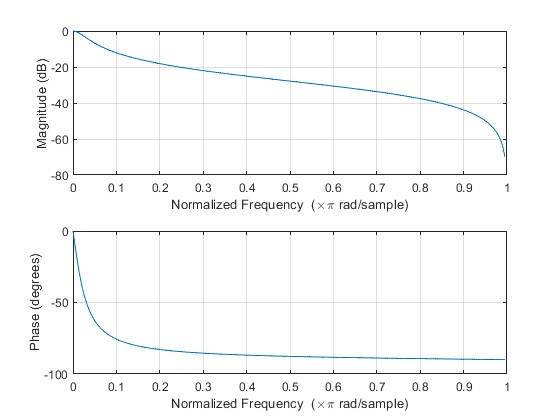 Magnitude (dB)
0
-20
-40
-60
-80
0 0.1 0.2 0.3 0.4 0.5 0.6 0.7 0.8 0.9 1
Normalized Frequency (×π rad/sample)
Phase (degrees)
0
-50
-100
0 0.1 0.2 0.3 0.4 0.5 0.6 0.7 0.8 0.9 1
Normalized Frequency (×π rad/sample)